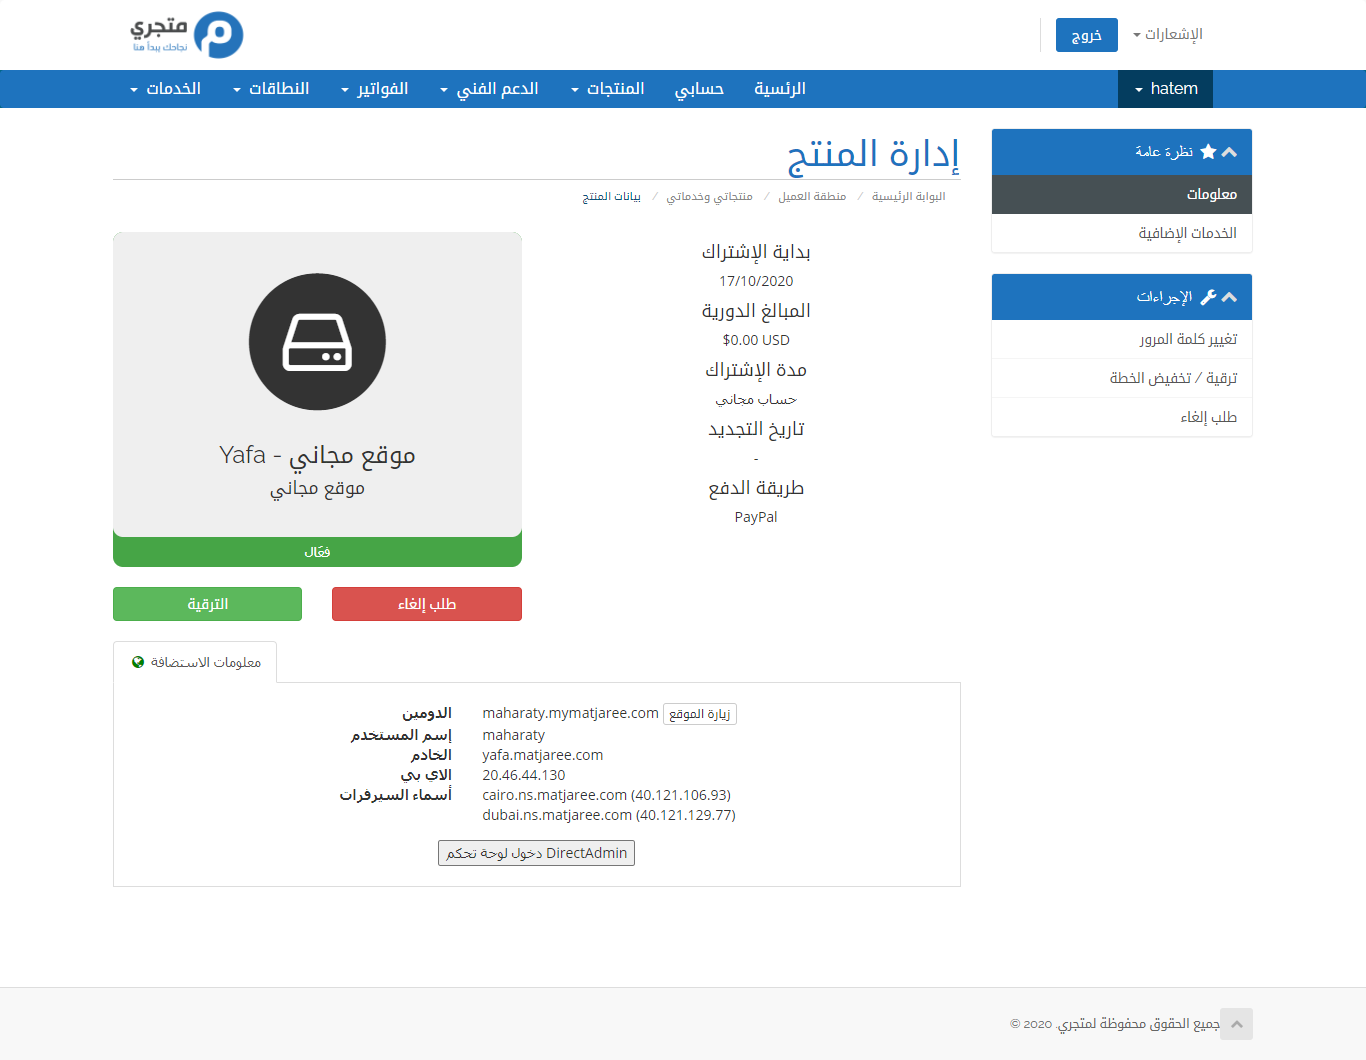 الإشعارات
خروج
متجري
نجاحك يبدأ هنا
hatem
الرئسية حسابي المنتجات الدعم الفني الفواتير النطاقات الخدمات
نظرة عامة
معلومات
الخدمات الإضافية
الإجراءات
تغيير كلمة المرور
ترقية / تخفيض الخطة
طلب إلغاء
إدارة المنتج
البوابة الرئيسية / منطقة العميل / منتجاتي وخدماتي / بيانات المنتج
بداية الإشتراك
17/10/2020
المبالغ الدورية
$0.00 USD
مدة الإشتراك
حساب مجاني
تاريخ التجديد
-
طريقة الدفع
PayPal
موقع مجاني - Yafa
موقع مجاني
فعّال
طلب إلغاء
الترقية
معلومات الاستضافة
الدومين maharaty.mymatjaree.com زيارة الموقع
إسم المستخدم maharaty
الخادم yafa.matjaree.com
الاي بي 20.46.44.130
أسماء السيرفرات cairo.ns.matjaree.com (40.121.106.93)
dubai.ns.matjaree.com (40.121.129.77)
دخول لوحة تحكم DirectAdmin
جميع الحقوق محفوظة لمتجري. 2020 ©